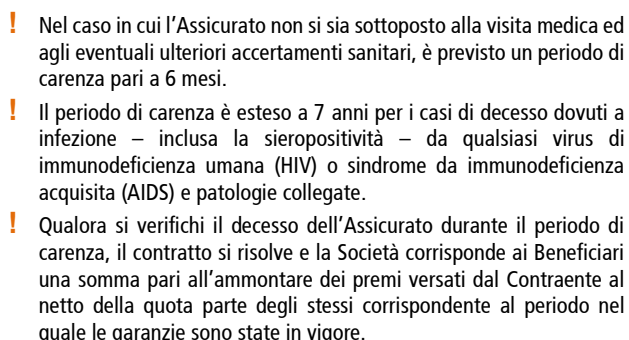 ! Nel caso in cui l'Assicurato non si sia sottoposto alla visita medica ed
agli eventuali ulteriori accertamenti sanitari, è previsto un periodo di
carenza pari a 6 mesi.
! Il periodo di carenza è esteso a 7 anni per i casi di decesso dovuti a
infezione – inclusa la sieropositività – da qualsiasi virus di
immunodeficienza umana (HIV) o sindrome da immunodeficienza
acquisita (AIDS) e patologie collegate.
! Qualora si verifichi il decesso dell'Assicurato durante il periodo di
carenza, il contratto si risolve e la Società corrisponde ai Beneficiari
una somma pari all'ammontare dei premi versati dal Contraente al
netto della quota parte degli stessi corrispondente al periodo nel
quale le garanzie sono state in vigore.